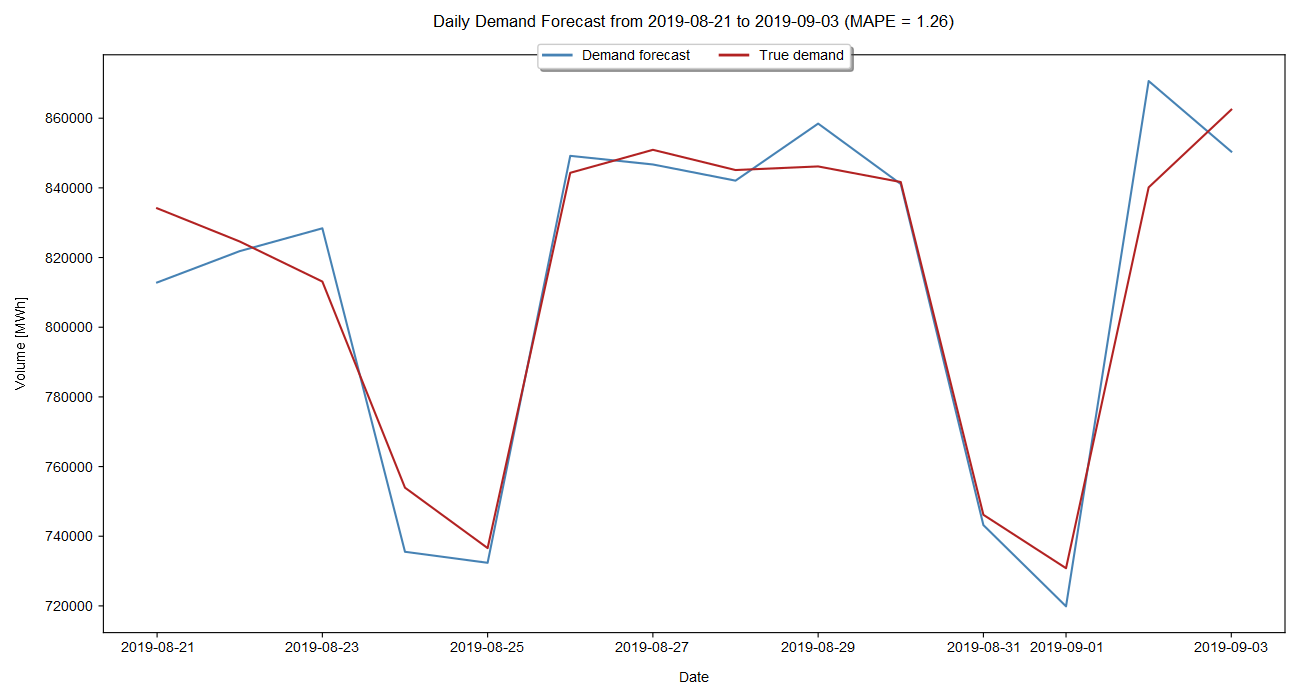 Daily Demand Forecast from 2019-08-21 to 2019-09-03 (MAPE = 1.26)
Demand forecast True demand
860000
840000
820000
800000
780000
760000
740000
720000
Volume [MWh]
2019-08-21 2019-08-23 2019-08-25 2019-08-27 2019-08-29 2019-08-31 2019-09-01 2019-09-03
Date